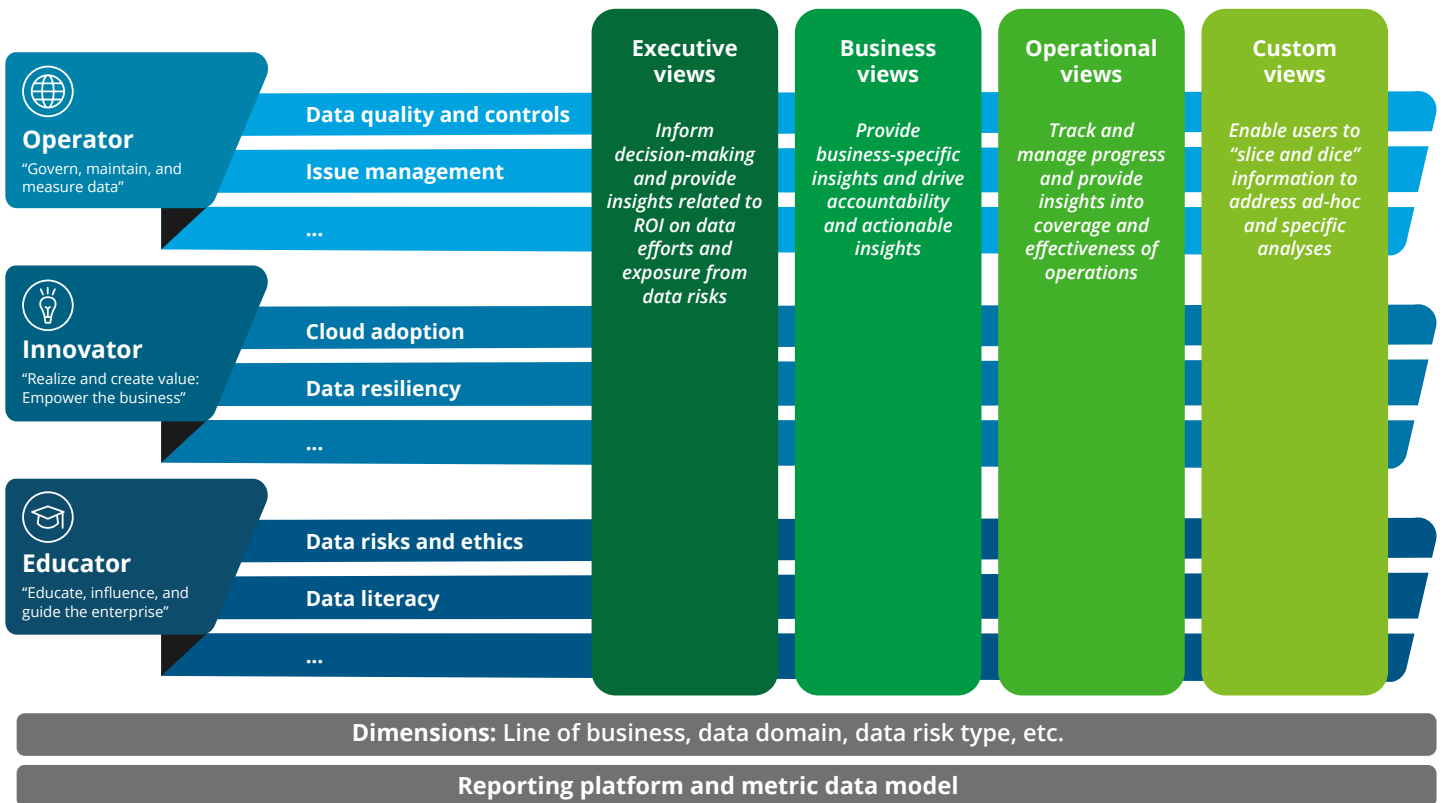 Operator
“Govern, maintain, and
measure data”
Data quality and controls
Issue management
...
Innovator
“Realize and create value:
Empower the business”
Cloud adoption
Data resiliency
...
Educator
“Educate, influence, and
guide the enterprise”
Data risks and ethics
Data literacy
...
Executive
views
Inform
decision-making
and provide
insights related to
ROI on data
efforts and
exposure from
data risks
Business
views
Provide
business-specific
insights and drive
accountability
and actionable
insights
Operational
views
Track and
manage progress
and provide
insights into
coverage and
effectiveness of
operations
Custom
views
Enable users to
“slice and dice”
information to
address ad-hoc
and specific
analyses
Dimensions: Line of business, data domain, data risk type, etc.
Reporting platform and metric data model